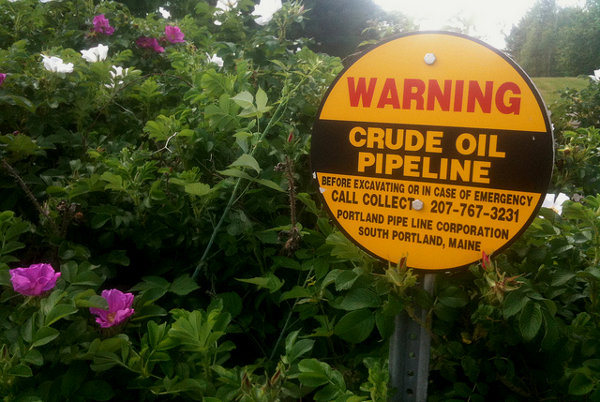 WARNING
CRUDE OIL
PIPELINE
BEFORE EXCAVATING OR IN CASE OF EMERGENCY
CALL COLLECT: 207-767-3231
PORTLAND PIPE LINE CORPORATION
SOUTH PORTLAND, MAINE